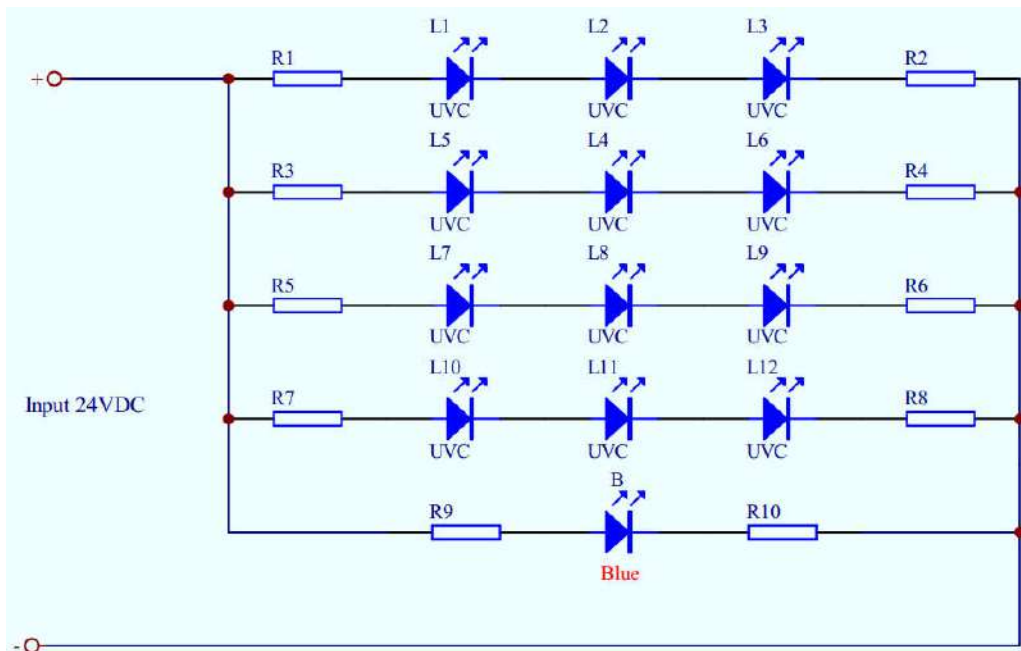 L1 L2 L3
+ R1 R2
UVC UVC UVC
L5 L4 L6
R3 R4
UVC UVC UVC
L7 L8 L9
R5 R6
UVC UVC UVC
L10 L11 L12
R7 R8
Input 24VDC
UVC UVC UVC
B
R9 R10
Blue
-